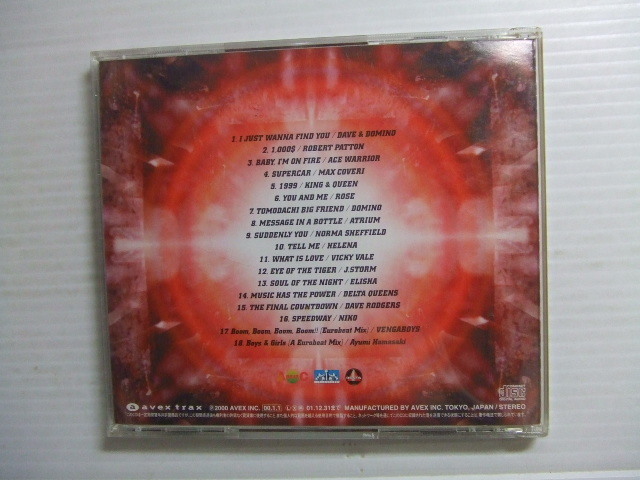 1. I JUST WANNA FIND YOU / DAVE & DOMINO
2. 1.000$ / ROBERT PATTON
3. BABY, I'M ON FIRE / ACE WARRIOR
4. SUPERCAR / MAX COVERI
5. 1999 / KING & QUEEN
6. YOU AND ME / ROSE
7. TOMODACHI BIG FRIEND / DOMINO
8. MESSAGE IN A BOTTLE / ATRIUM
9. SUDDENLY YOU / NORMA SHEFFIELD
10. TELL ME / HELENA
11. WHAT IS LOVE / VICKY VALE
12. EYE OF THE TIGER / J.STORM
13. SOUL OF THE NIGHT / ELISHA
14. MUSIC HAS THE POWER / DELTA QUEENS
15. THE FINAL COUNTDOWN / DAVE RODGERS
16. SPEEDWAY / NIKO
17. Boom, Boom, Boom, Boom!! (Eurobeat Mix) / VENGABOYS
18. Boys & Girls (A Eurobeat Mix) / Ayumi Hamasaki
avex trax ℗© 2000 AVEX INC. MANUFACTURED BY AVEX INC. TOKYO, JAPAN / STEREO